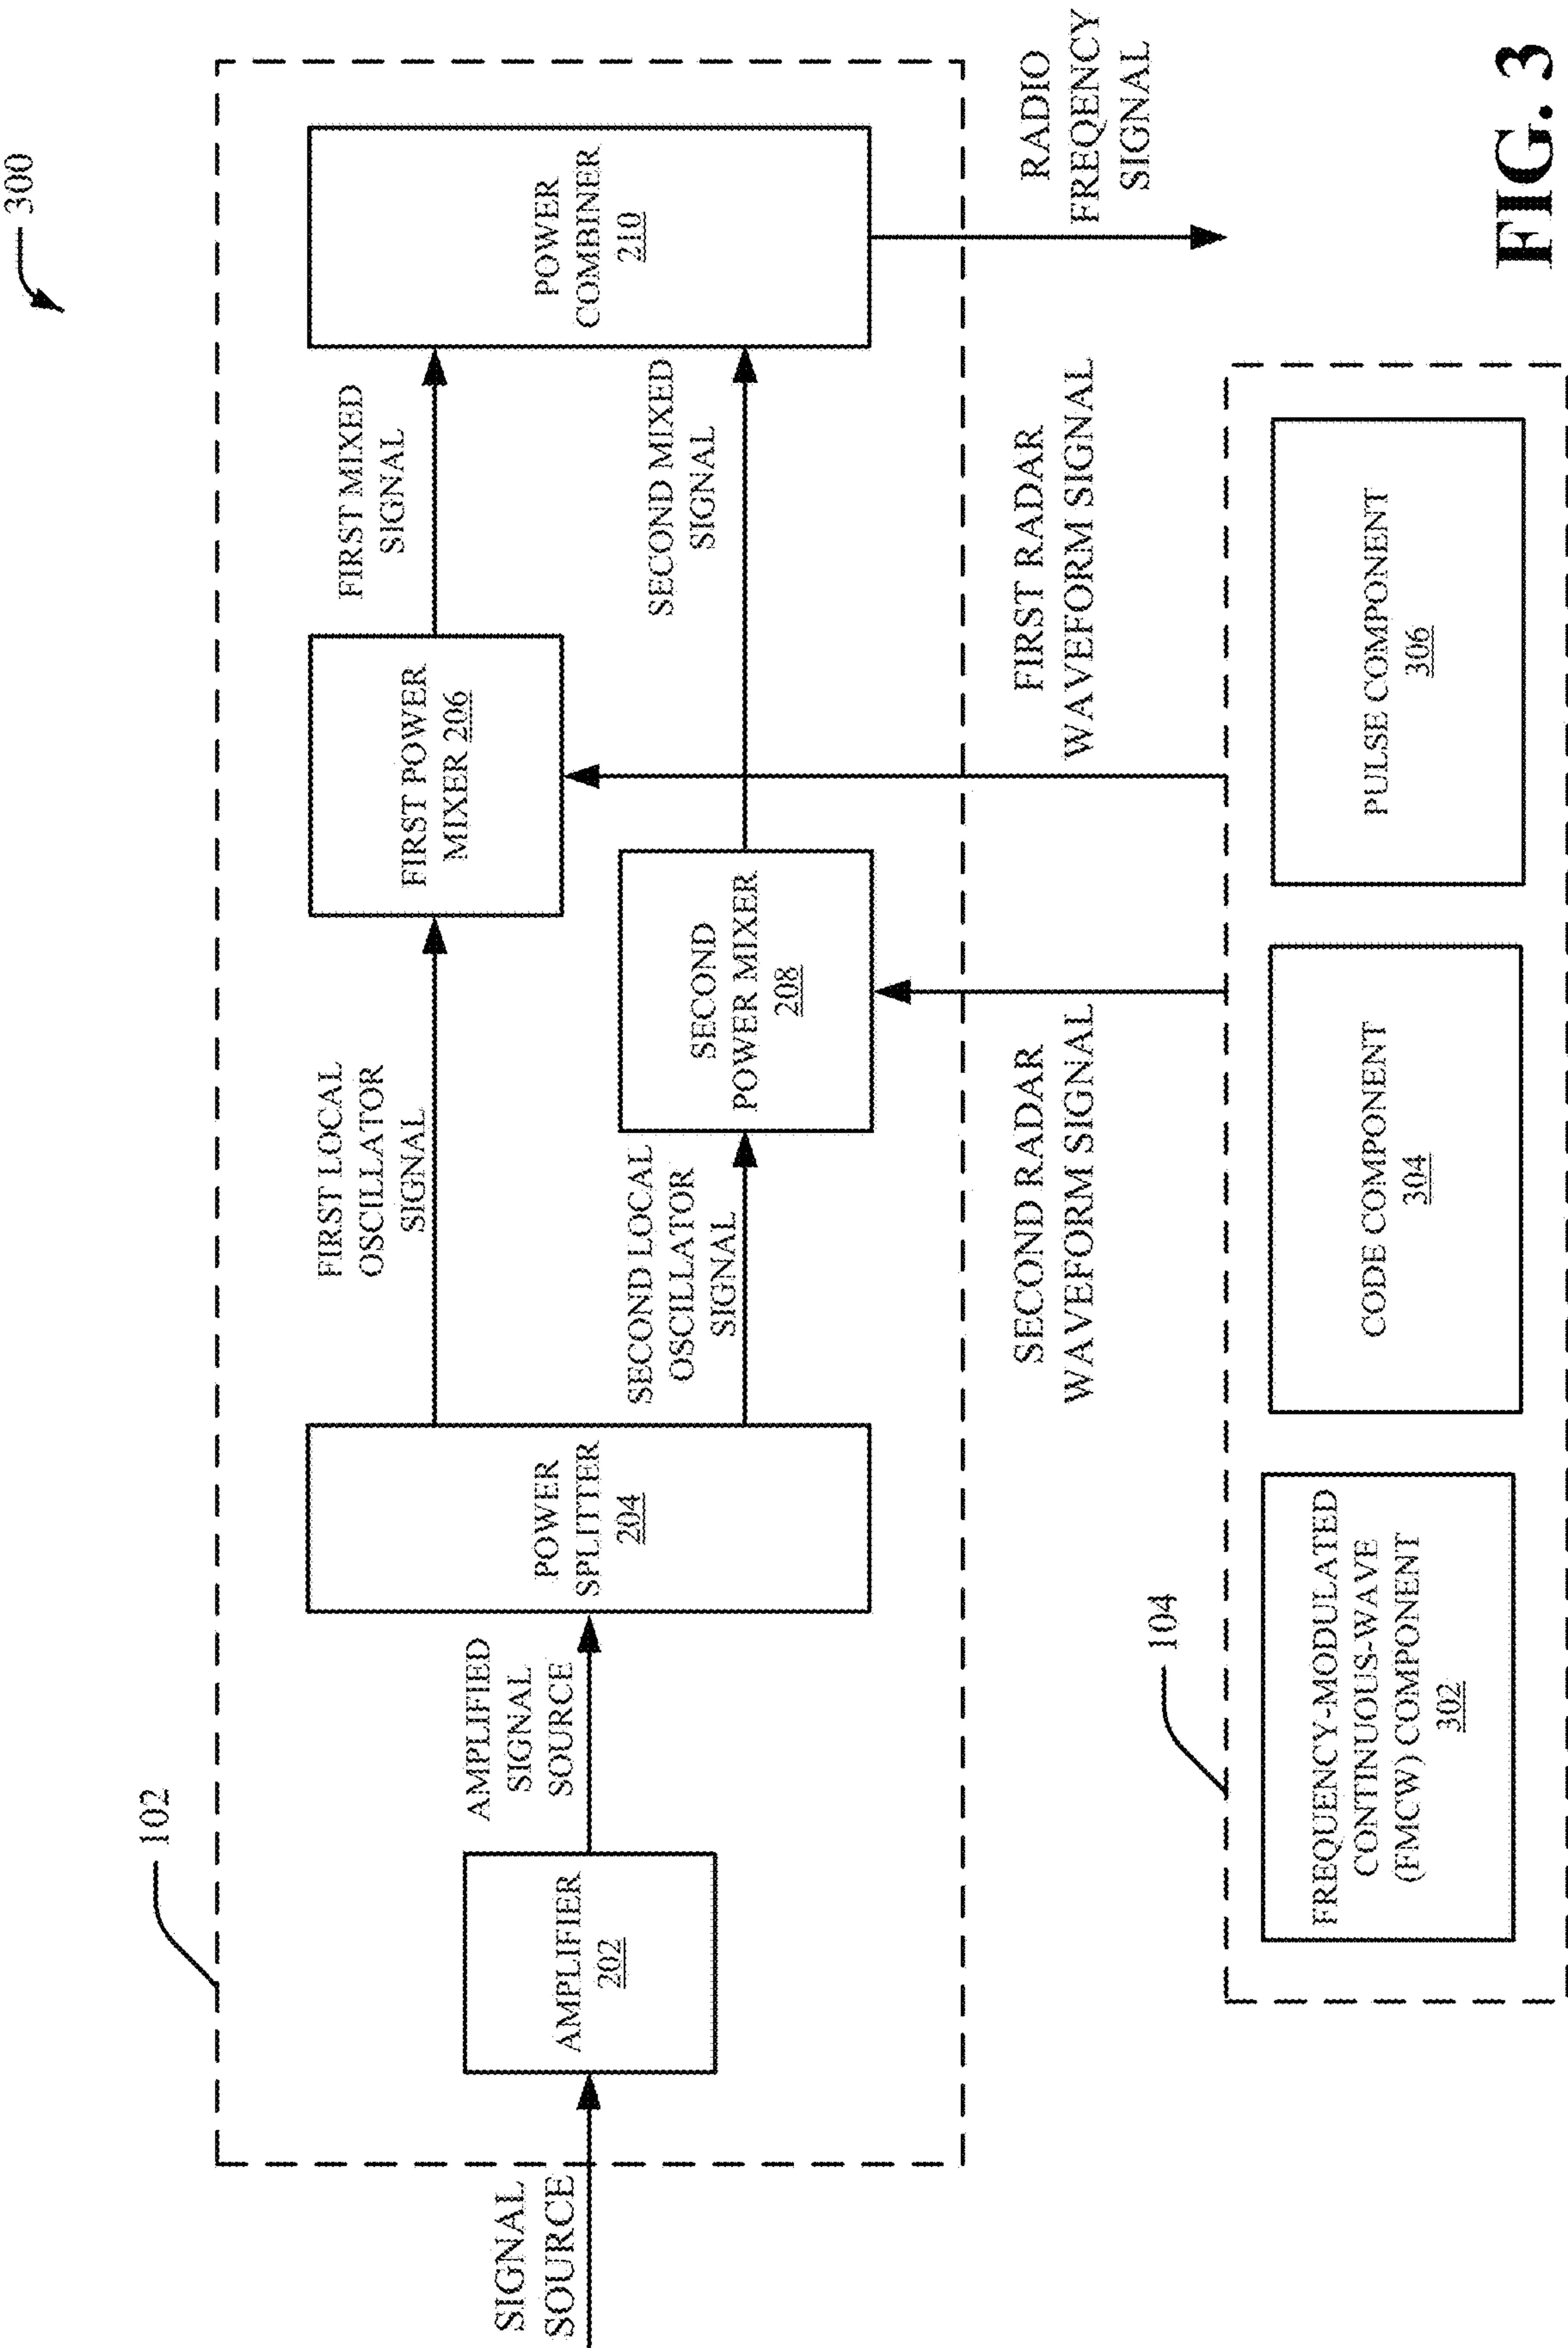 300
102
SIGNAL
SOURCE
AMPLIFIER
202
AMPLIFIED
SIGNAL
SOURCE
POWER
SPLITTER
204
FIRST LOCAL
OSCILLATOR
SIGNAL
SECOND LOCAL
OSCILLATOR
SIGNAL
FIRST POWER
MIXER 206
SECOND
POWER MIXER
208
FIRST MIXED
SIGNAL
SECOND MIXED
SIGNAL
POWER
COMBINER
210
SECOND RADAR
WAVEFORM SIGNAL
FIRST RADAR
WAVEFORM SIGNAL
RADIO
FREQENCY
SIGNAL
104
FREQUENCY-MODULATED
CONTINUOUS-WAVE
(FMCW) COMPONENT
302
CODE COMPONENT
304
PULSE COMPONENT
306
FIG. 3